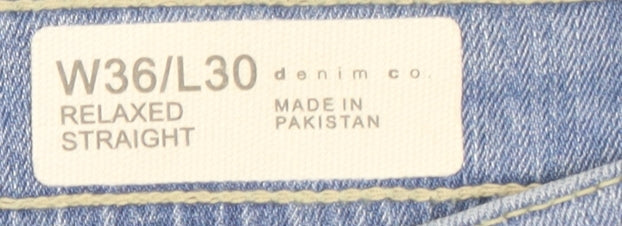 W36/L30
RELAXED
STRAIGHT
denim co.
MADE IN
PAKISTAN